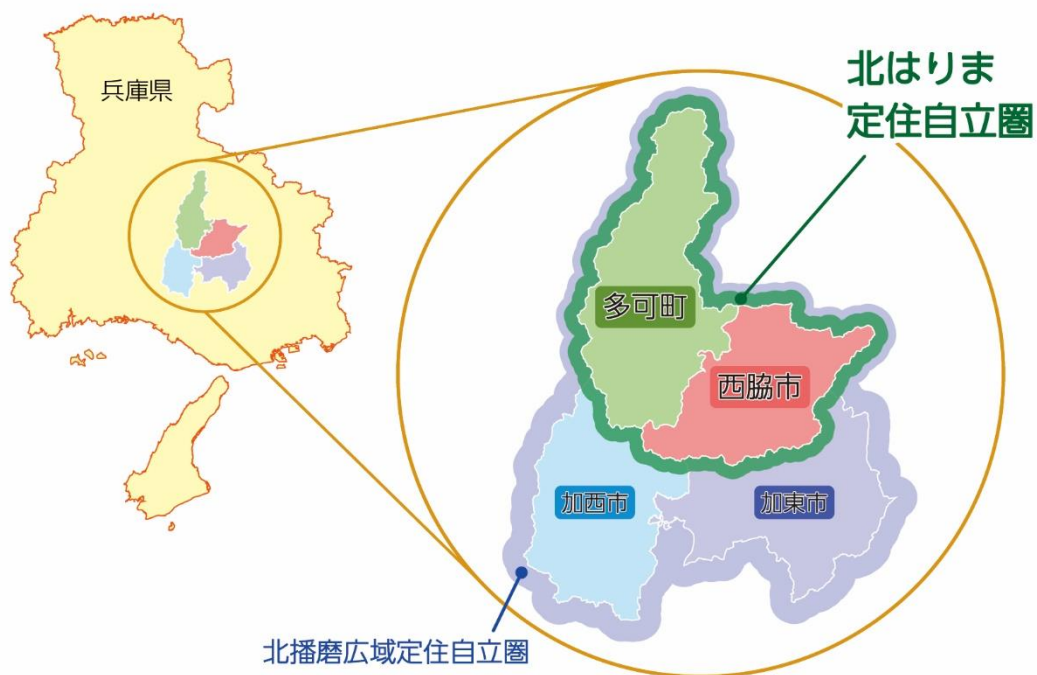 兵庫県
北はりま
定住自立圏
多可町
西脇市
加西市
加東市
北播磨広域定住自立圏